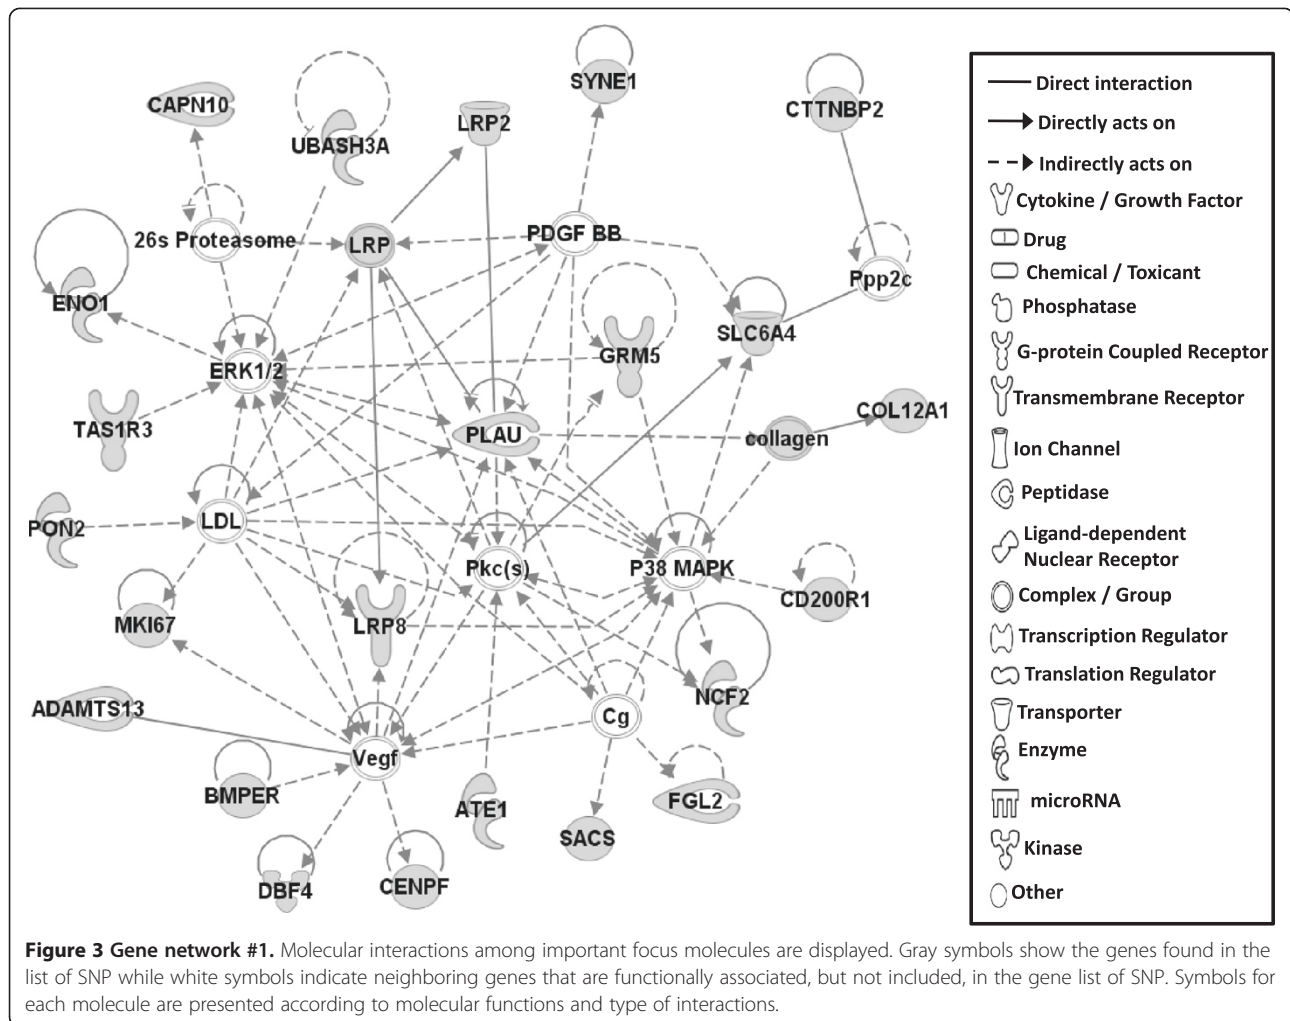 SYNE1
CAPN10
CTTNBP2
LRP2
UBASH3A
26s Proteasome
LRP
PDGF BB
Ppp2c
ENO1
SLC6A4
GRM5
ERK1/2
COL12A1
TAS1R3
PLAU
collagen
PON2
LDL
Pkc(s)
P38 MAPK
CD200R1
MKI67
LRP8
NCF2
ADAMTS13
Cg
Vegf
BMPER
ATE1
FGL2
SACS
DBF4
CENPF
Direct interaction
Directly acts on
Indirectly acts on
Cytokine / Growth Factor
Drug
Chemical / Toxicant
Phosphatase
G-protein Coupled Receptor
Transmembrane Receptor
Ion Channel
Peptidase
Ligand-dependent
Nuclear Receptor
Complex / Group
Transcription Regulator
Translation Regulator
Transporter
Enzyme
microRNA
Kinase
Other
Figure 3 Gene network #1. Molecular interactions among important focus molecules are displayed. Gray symbols show the genes found in the
list of SNP while white symbols indicate neighboring genes that are functionally associated, but not included, in the gene list of SNP. Symbols for
each molecule are presented according to molecular functions and type of interactions.